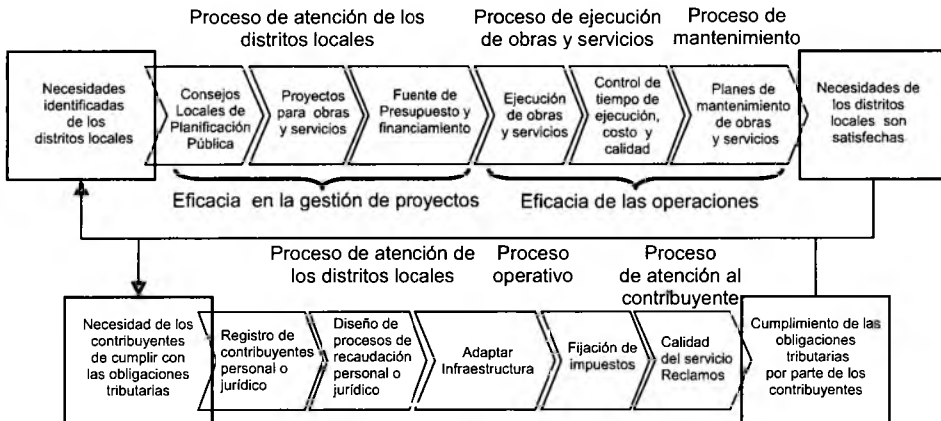 Proceso de atención de los
distritos locales
Proceso de ejecución
de obras y servicios
Proceso de
mantenimiento
Necesidades
identificadas
de los
distritos locales
Consejos
Locales de
Planificación
Pública
Proyectos
para obras
y servicios
Fuente de
Presupuesto y
financiamiento
Ejecución
de obras
y servicios
Control de
tiempo de
ejecución,
costo y
calidad
Planes de
mantenimiento
de obras
y servicios
Necesidades de
los distritos
locales son
satisfechas
Eficacia en la gestión de proyectos
Eficacia de las operaciones
Proceso de atención de
los distritos locales
Proceso
operativo
Proceso
de atención al
contribuyente
Necesidad de los
contribuyentes
de cumplir con
las obligaciones
tributarias
Registro de
contribuyentes
personal o
jurídico
Diseño de
procesos de
recaudación
personal o
jurídico
Adaptar
Infraestructura
Fijación de
impuestos
Calidad
del servicio
Reclamos
Cumplimiento de las
obligaciones
tributarias
por parte de los
contribuyentes